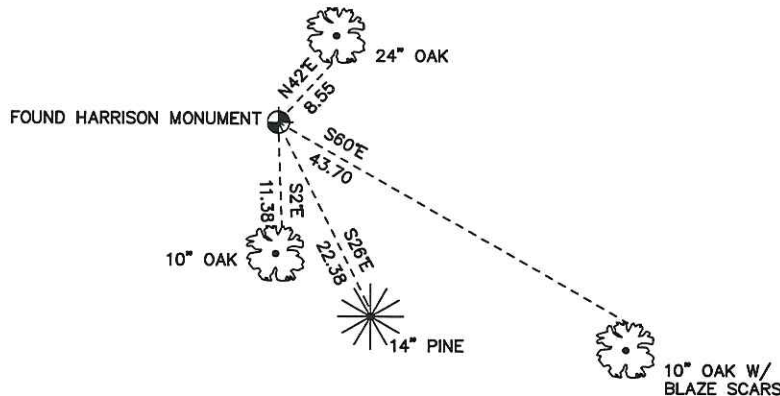 24" OAK
N42°E
8.55
FOUND HARRISON MONUMENT
S60°E
43.70
11.38
S2°E
S26°E
22.38
10" OAK
14" PINE
10" OAK W/
BLAZE SCARS